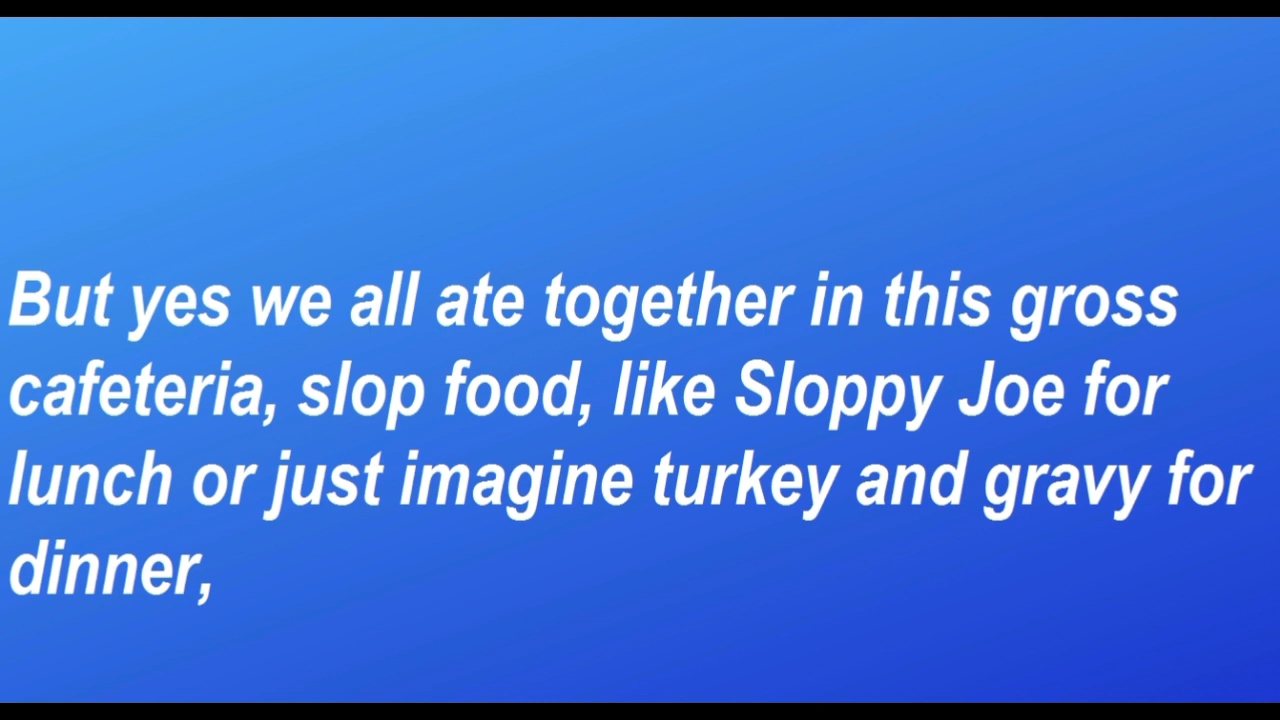 But yes we all ate together in this gross
cafeteria, slop food, like Sloppy Joe for
lunch or just imagine turkey and gravy for
dinner,